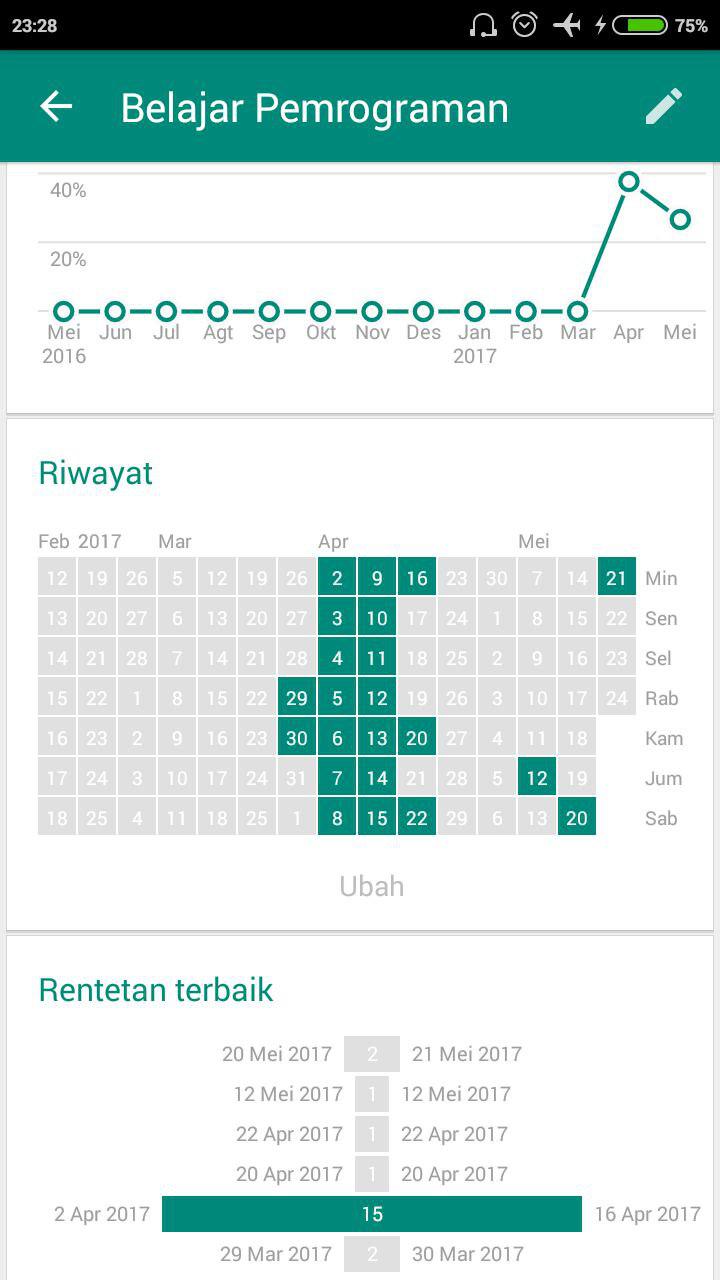 23:28 75%
Belajar Pemrograman
40%
20%
Mei Jun Jul Agt Sep Okt Nov Des Jan Feb Mar Apr Mei
2016 2017
Riwayat
Feb 2017 Mar Apr Mei
12 19 26 5 12 19 26 2 9 16 23 30 7 14 21 Min
13 20 27 6 13 20 27 3 10 17 24 1 8 15 22 Sen
14 21 28 7 14 21 28 4 11 18 25 2 9 16 23 Sel
15 22 1 8 15 22 29 5 12 19 26 3 10 17 24 Rab
16 23 2 9 16 23 30 6 13 20 27 4 11 18 Kam
17 24 3 10 17 24 31 7 14 21 28 5 12 19 Jum
18 25 4 11 18 25 1 8 15 22 29 6 13 20 Sab
Ubah
Rentetan terbaik
20 Mei 2017 2 21 Mei 2017
12 Mei 2017 1 12 Mei 2017
22 Apr 2017 1 22 Apr 2017
20 Apr 2017 1 20 Apr 2017
2 Apr 2017 15 16 Apr 2017
29 Mar 2017 2 30 Mar 2017